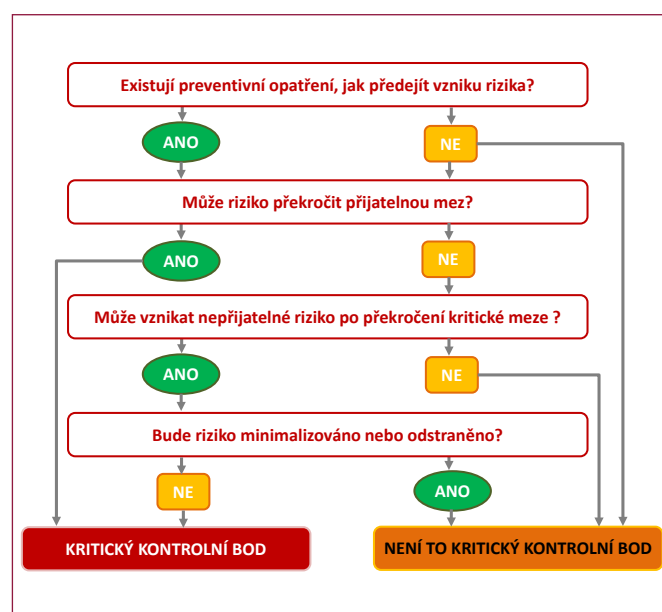 Existují preventivní opatření, jak předejít vzniku rizika?
ANO
NE
Může riziko překročit přijatelnou mez?
ANO
NE
Může vznikat nepřijatelné riziko po překročení kritické meze ?
ANO
NE
Bude riziko minimalizováno nebo odstraněno?
NE
ANO
KRITICKÝ KONTROLNÍ BOD
NENÍ TO KRITICKÝ KONTROLNÍ BOD